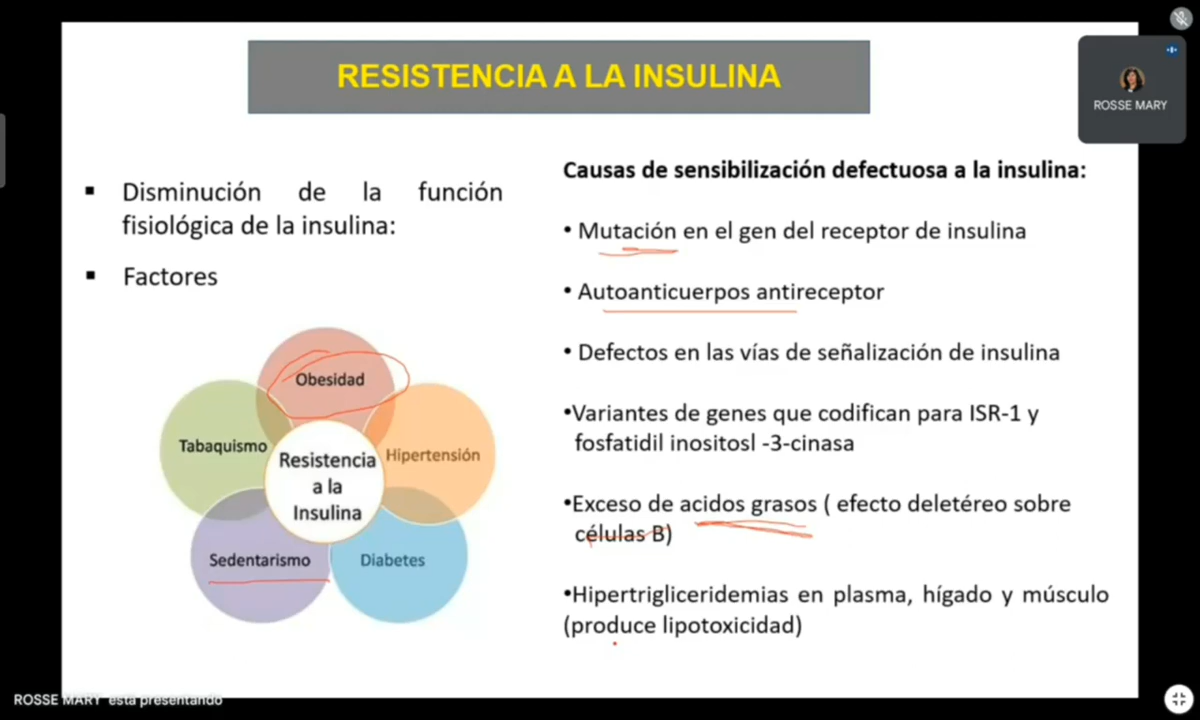 RESISTENCIA A LA INSULINA
ROSSE MARY
▪ Disminución de la función
fisiológica de la insulina:
▪ Factores
Obesidad
Tabaquismo
Hipertensión
Resistencia
a la
Insulina
Sedentarismo
Diabetes
Causas de sensibilización defectuosa a la insulina:
• Mutación en el gen del receptor de insulina
• Autoanticuerpos antireceptor
• Defectos en las vías de señalización de insulina
•Variantes de genes que codifican para ISR-1 y
fosfatidil inositosl -3-cinasa
•Exceso de acidos grasos ( efecto deletéreo sobre
células B)
•Hipertrigliceridemias en plasma, hígado y músculo
(produce lipotoxicidad)
ROSSE MARY está presentando